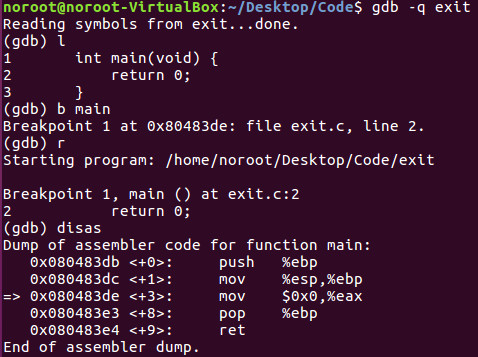 noroot@noroot-VirtualBox:~/Desktop/Code$ gdb -q exit
Reading symbols from exit...done.
(gdb) l
1       int main(void) {
2           return 0;
3       }
(gdb) b main
Breakpoint 1 at 0x80483de: file exit.c, line 2.
(gdb) r
Starting program: /home/noroot/Desktop/Code/exit

Breakpoint 1, main () at exit.c:2
2           return 0;
(gdb) disas
Dump of assembler code for function main:
   0x080483db <+0>:     push   %ebp
   0x080483dc <+1>:     mov    %esp,%ebp
=> 0x080483de <+3>:     mov    $0x0,%eax
   0x080483e3 <+8>:     pop    %ebp
   0x080483e4 <+9>:     ret
End of assembler dump.